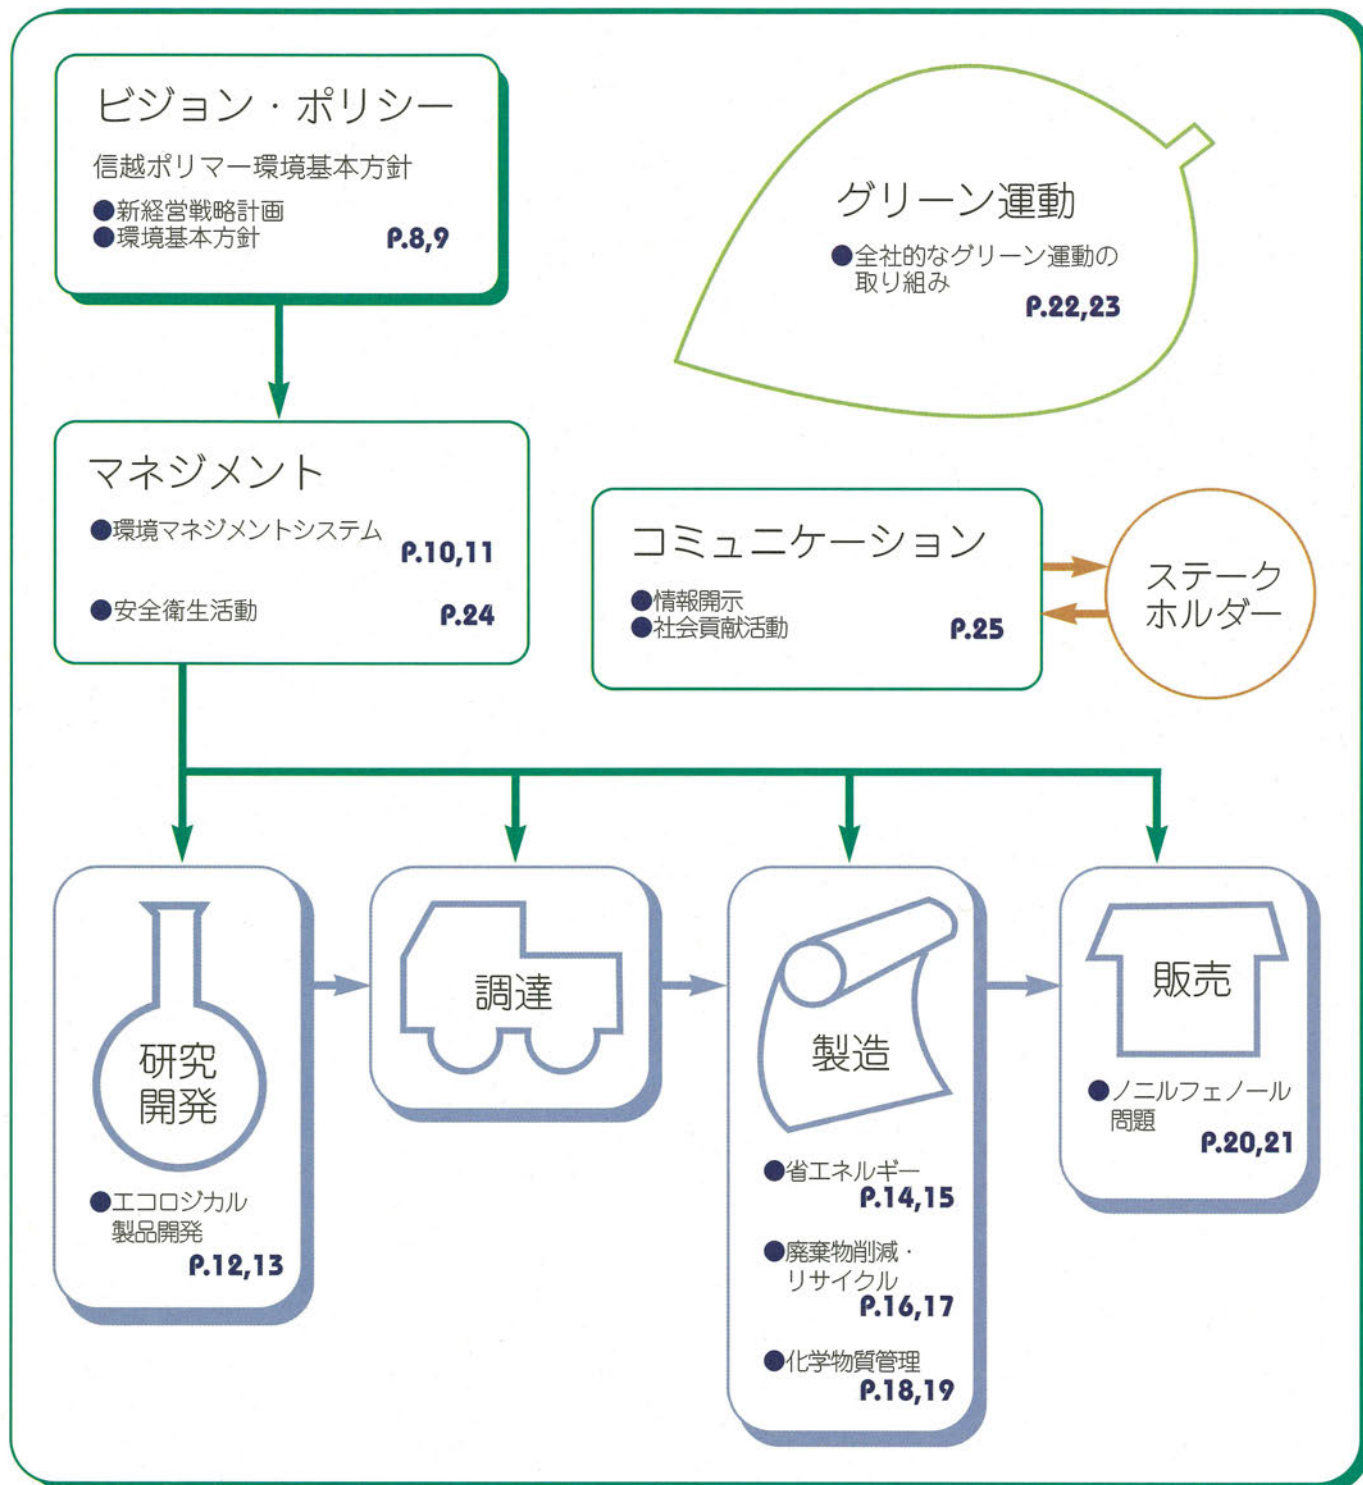 ビジョン・ポリシー
信越ポリマー環境基本方針
●新経営戦略計画
●環境基本方針 P.8,9
グリーン運動
●全社的なグリーン運動の
取り組み
P.22,23
マネジメント
●環境マネジメントシステム
P.10,11
●安全衛生活動 P.24
コミュニケーション
●情報開示
●社会貢献活動 P.25
ステーク
ホルダー
研究
開発
●エコロジカル
製品開発
P.12,13
調達
製造
●省エネルギー
P.14,15
●廃棄物削減・
リサイクル
P.16,17
●化学物質管理
P.18,19
販売
●ノニルフェノール
問題
P.20,21